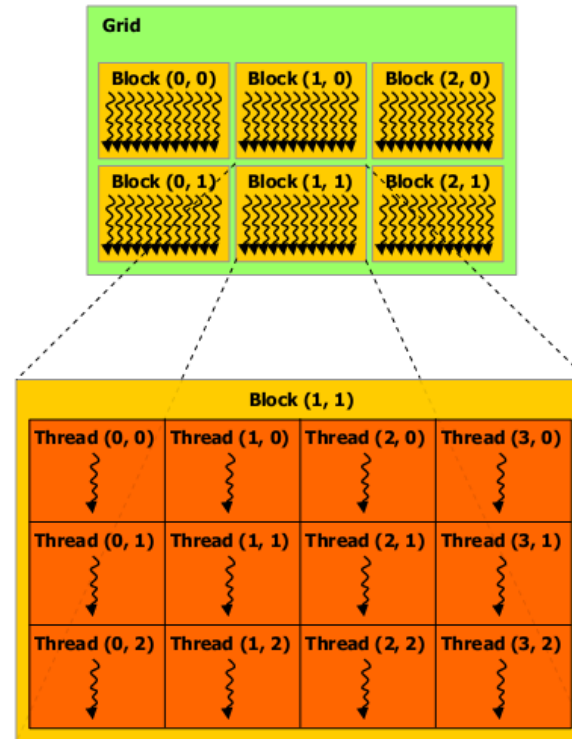 Grid
Block (0, 0) Block (1, 0) Block (2, 0)
Block (0, 1) Block (1, 1) Block (2, 1)
Block (1, 1)
Thread (0, 0) Thread (1, 0) Thread (2, 0) Thread (3, 0)
Thread (0, 1) Thread (1, 1) Thread (2, 1) Thread (3, 1)
Thread (0, 2) Thread (1, 2) Thread (2, 2) Thread (3, 2)